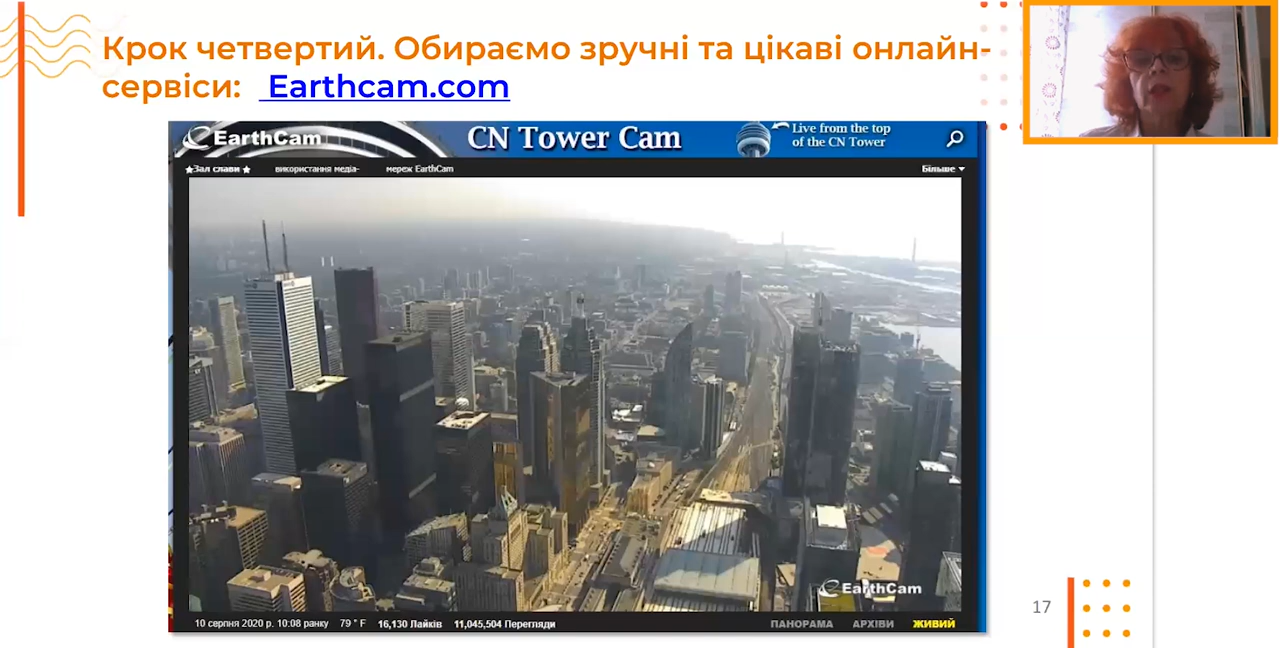 Крок четвертий. Обираємо зручні та цікаві онлайн-
сервіси: Earthcam.com
EarthCam
CN Tower Cam
Live from the top
of the CN Tower
★Зал слави ★ використання медіа- мереж EarthCam Більше
EarthCam
10 серпня 2020 р. 10:08 ранку 79 ° F 16,130 Лайків 11,045,504 Перегляди ПАНОРАМА АРХІВИ ЖИВИЙ
17